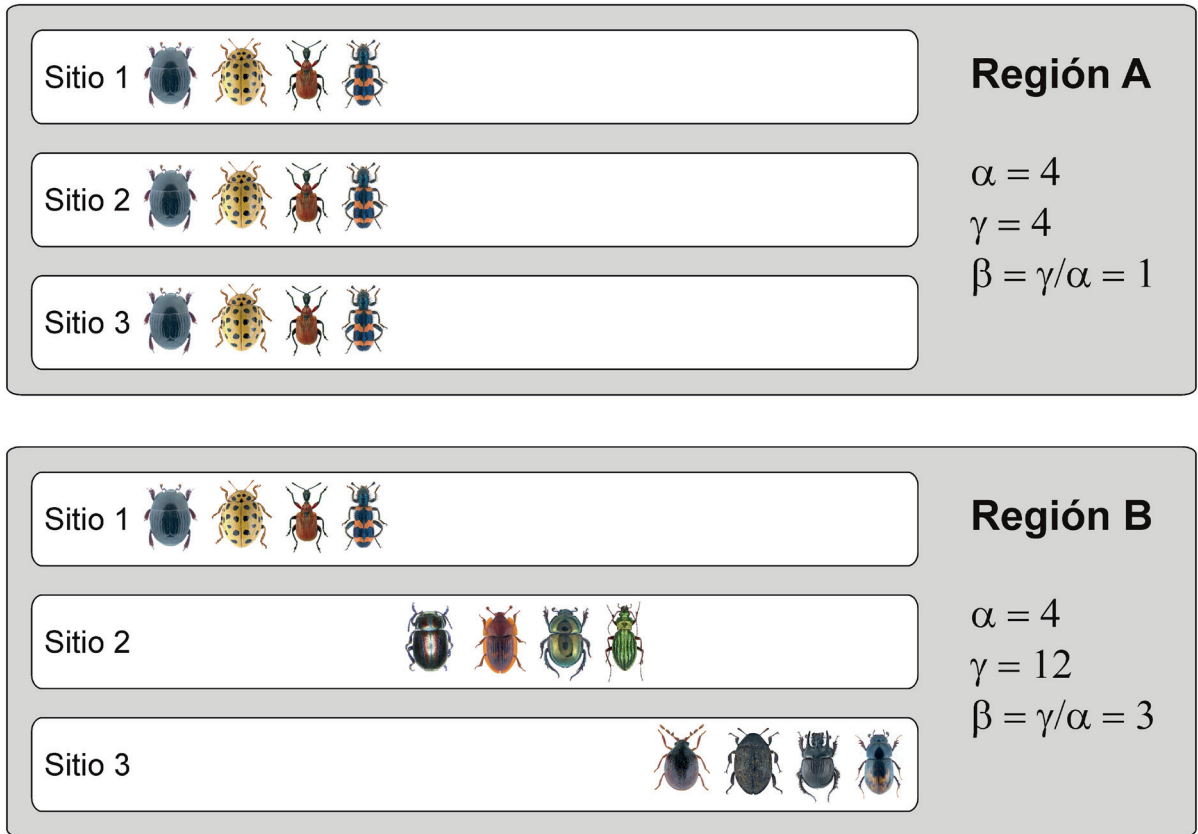 Sitio 1
Sitio 2
Sitio 3
Región A
α = 4
γ = 4
β = γ/α = 1
Sitio 1
Sitio 2
Sitio 3
Región B
α = 4
γ = 12
β = γ/α = 3